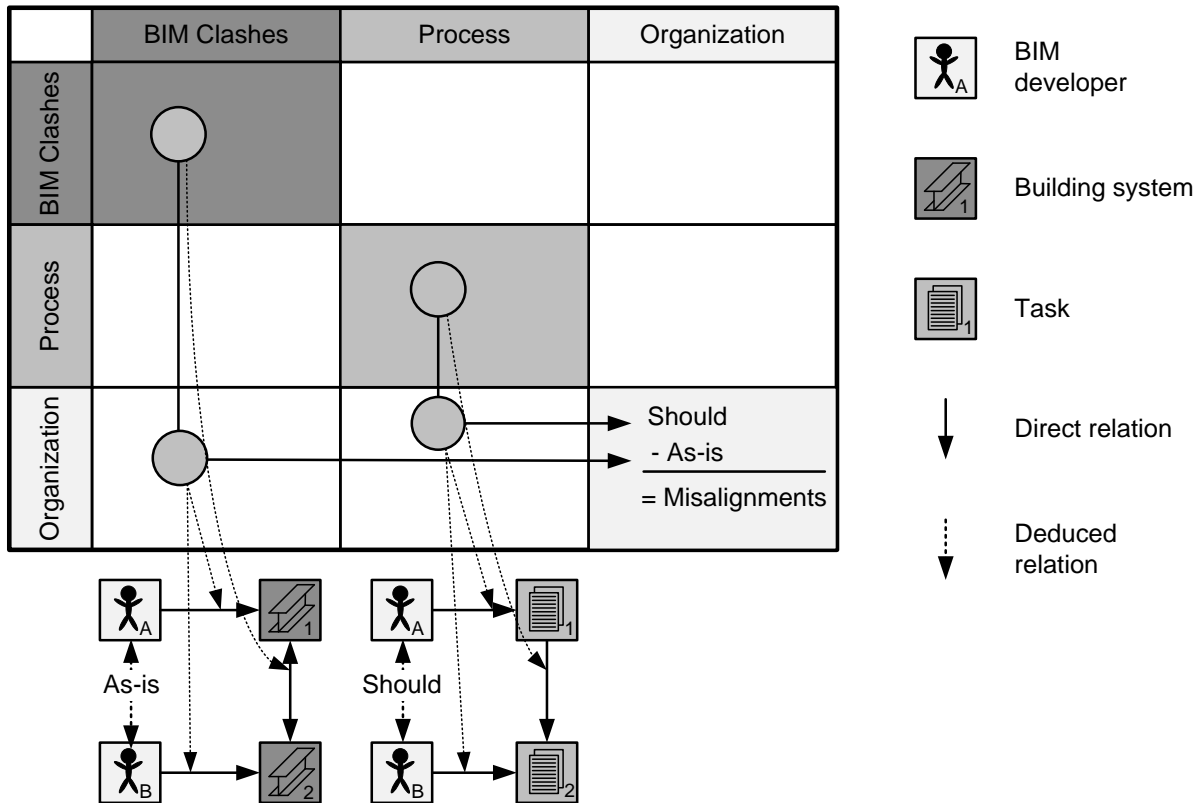 BIM Clashes
Process
Organization
BIM Clashes
Process
Organization
Should
- As-is
= Misalignments
A
1
A
1
As-is
Should
B
2
B
2
A
BIM
developer
1
Building system
1
Task
Direct relation
Deduced
relation